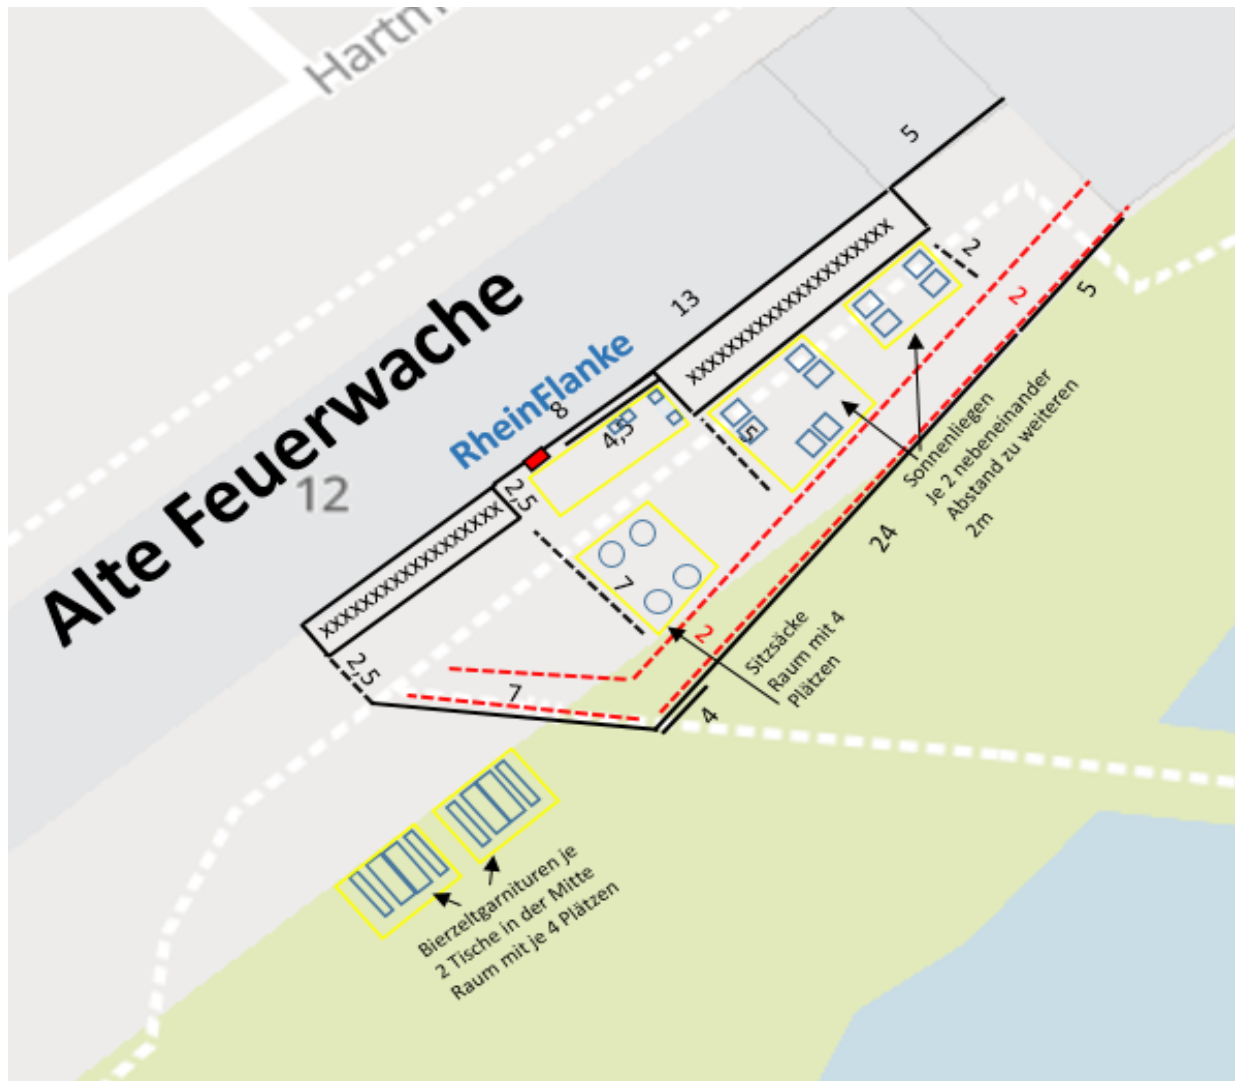 Hartm
5
2
13
xxxxxxxxxxxxxxxxxxxx
2
5
Alte Feuerwache
RheinFlanke
8
4,5
5
12
2,5
xxxxxxxxxxxxxxxxxx
7
24
Sonnenliegen
Je 2 nebeneinander
Abstand zu weiteren
2m
2,5
2
7
4
Sitzsäcke
Raum mit 4
Plätzen
Bierzeltgarnituren je
2 Tische in der Mitte
Raum mit je 4 Plätzen